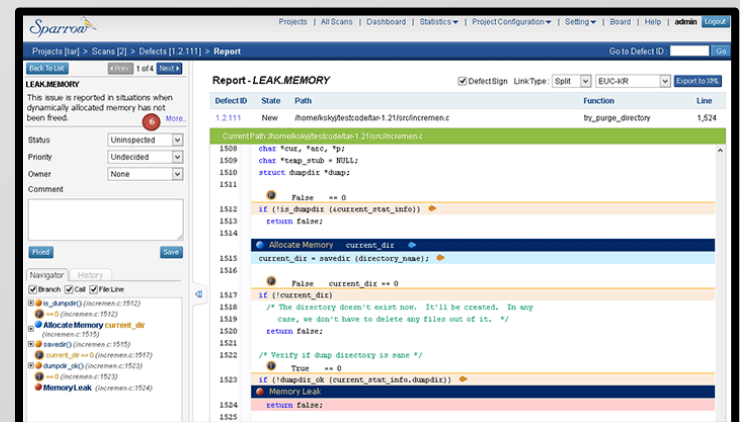 Sparrow
Projects | All Scans | Dashboard | Statistics | Project Configuration | Setting | Board | Help | admin Logout
Projects [tar] > Scans [2] > Defects [1.2.111] > Report
Go to Defect ID : Go
Back To List Prev 1 of 4 Next
LEAK.MEMORY
This issue is reported in situations when
dynamically allocated memory has not
been freed.
6
More..
Status Uninspected
Priority Undecided
Owner None
Comment
Fixed Save
Navigator History
Branch Call File:Line
is_dumpdir() (incremen.c:1512)
== 0 (incremen.c:1512)
Allocate Memory current_dir
(incremen.c:1515)
savedir() (incremen.c:1515)
current_dir == 0 (incremen.c:1517)
dumpdir_ok() (incremen.c:1523)
== 0 (incremen.c:1523)
Memory Leak (incremen.c:1524)
Report - LEAK.MEMORY
Defect Sign Link Type : Split EUC-KR Export to XML
Defect ID State Path Function Line
1.2.111 New /home/kskyj/testcode/tar-1.21/src/incremen.c try_purge_directory 1,524
Current Path :/home/kskyj/testcode/tar-1.21/src/incremen.c
1508 char *cur, *arc, *p;
1509 char *temp_stub = NULL;
1510 struct dumpdir *dump;
1511
False == 0
1512 if (!is_dumpdir (&current_stat_info))
1513 return false;
1514
Allocate Memory current_dir
1515 current_dir = savedir (directory_name);
1516
False current_dir == 0
1517 if (!current_dir)
1518 /* The directory doesn't exist now. It'll be created. In any
1519 case, we don't have to delete any files out of it. */
1520 return false;
1521
1522 /* Verify if dump directory is sane */
True == 0
1523 if (!dumpdir_ok (current_stat_info.dumpdir))
Memory Leak
1524 return false;
1525